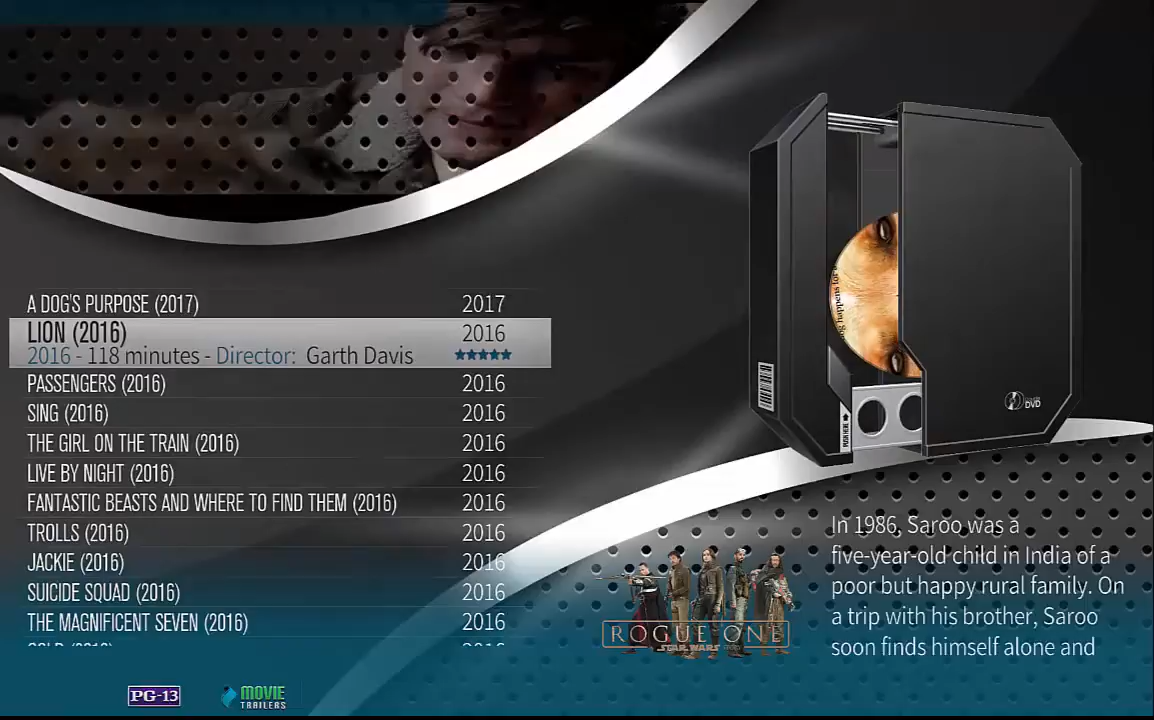 A DOG'S PURPOSE (2017) 2017
LION (2016) 2016
2016 - 118 minutes - Director: Garth Davis ★★★★★
PASSENGERS (2016) 2016
SING (2016) 2016
THE GIRL ON THE TRAIN (2016) 2016
LIVE BY NIGHT (2016) 2016
FANTASTIC BEASTS AND WHERE TO FIND THEM (2016) 2016
TROLLS (2016) 2016
JACKIE (2016) 2016
SUICIDE SQUAD (2016) 2016
THE MAGNIFICENT SEVEN (2016) 2016
PUSH HERE
DVD
ROGUE ONE
STAR WARS
In 1986, Saroo was a
five-year-old child in India of a
poor but happy rural family. On
a trip with his brother, Saroo
soon finds himself alone and
PG-13
MOVIE
TRAILERS